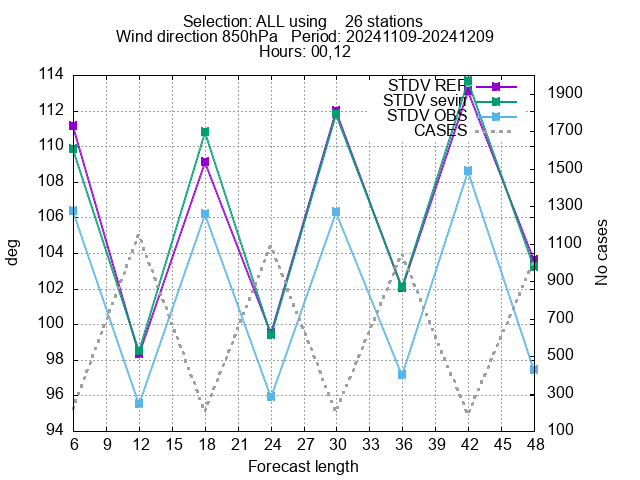 Selection: ALL using    26 stations
Wind direction 850hPa   Period: 20241109-20241209
Hours: 00,12
STDV REF
STDV sevin
STDV OBS
CASES
deg
114
112
110
108
106
104
102
100
98
96
94
1900
1700
1500
1300
1100
900
700
500
300
100
No cases
6 9 12 15 18 21 24 27 30 33 36 39 42 45 48
Forecast length